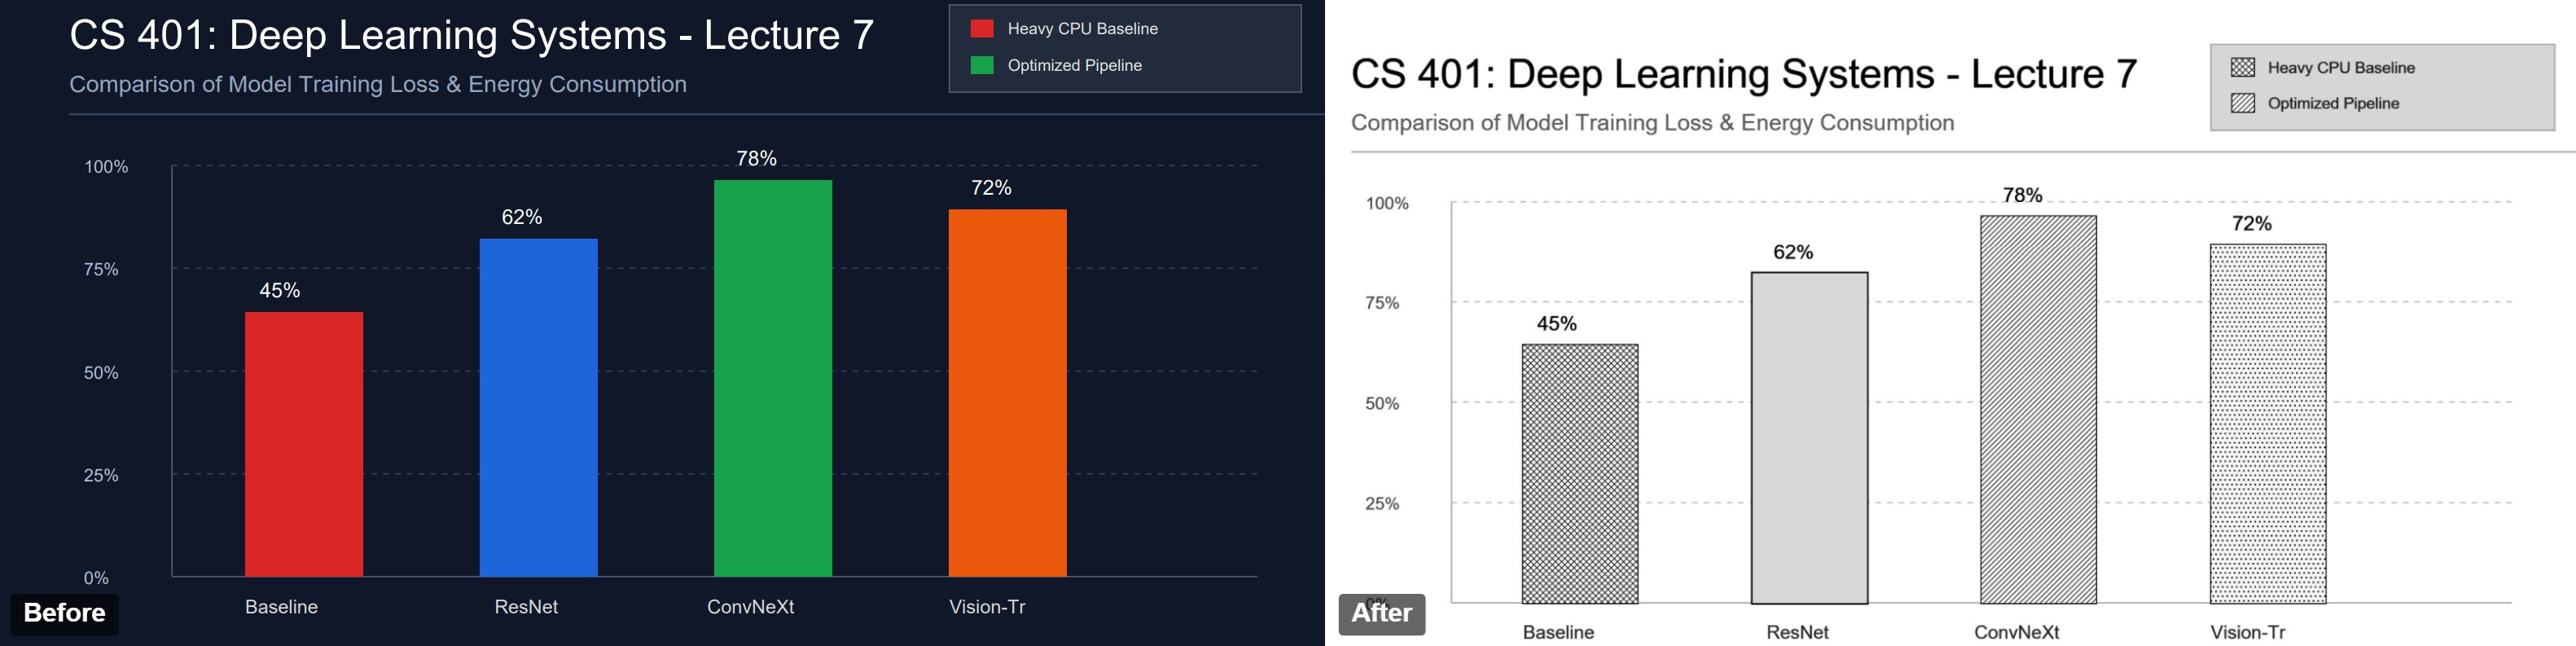 CS 401: Deep Learning Systems - Lecture 7
Comparison of Model Training Loss & Energy Consumption
Heavy CPU Baseline
Optimized Pipeline
100%
75%
50%
25%
0%
45%
62%
78%
72%
Baseline
ResNet
ConvNeXt
Vision-Tr
Before
CS 401: Deep Learning Systems - Lecture 7
Comparison of Model Training Loss & Energy Consumption
Heavy CPU Baseline
Optimized Pipeline
100%
75%
50%
25%
45%
62%
78%
72%
Baseline
ResNet
ConvNeXt
Vision-Tr
After